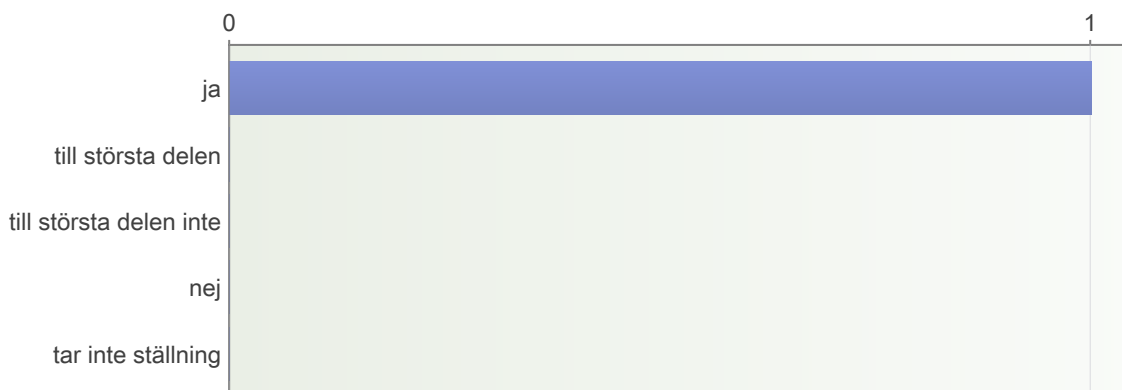 0 1
ja
till största delen
till största delen inte
nej
tar inte ställning